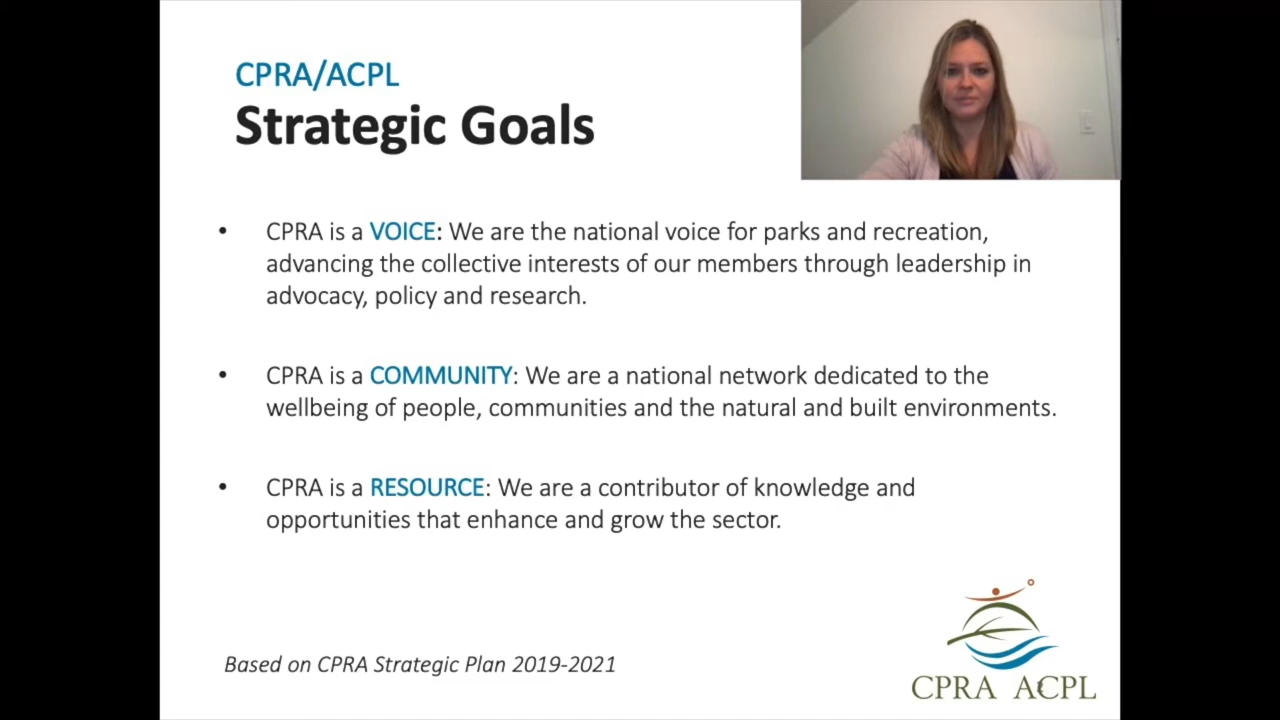 CPRA/ACPL
Strategic Goals
• CPRA is a VOICE: We are the national voice for parks and recreation,
advancing the collective interests of our members through leadership in
advocacy, policy and research.
• CPRA is a COMMUNITY: We are a national network dedicated to the
wellbeing of people, communities and the natural and built environments.
• CPRA is a RESOURCE: We are a contributor of knowledge and
opportunities that enhance and grow the sector.
Based on CPRA Strategic Plan 2019-2021
CPRA ACPL